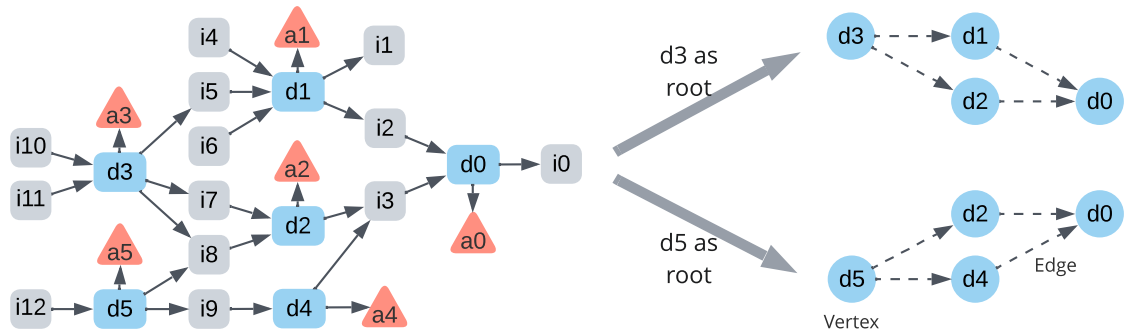 i4
a1
i1
i5
d1
a3
i6
i2
i10
d3
a2
d0
i0
i11
i7
d2
i3
a5
i8
a0
i12
d5
i9
d4
a4
d3 as
root
d5 as
root
d3
d1
d2
d0
d2
d0
d5
d4
Edge
Vertex